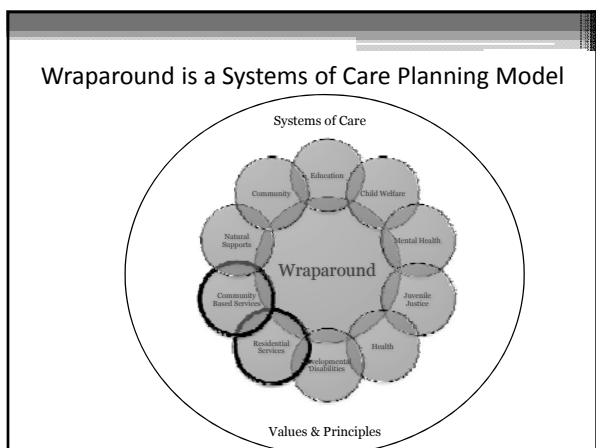 Wraparound is a Systems of Care Planning Model
Systems of Care
Education
Community
Child Welfare
Natural
Supports
Mental Health
Wraparound
Community
Based Services
Juvenile
Justice
Residential
Services
Health
velopmental
Disabilities
Values & Principles